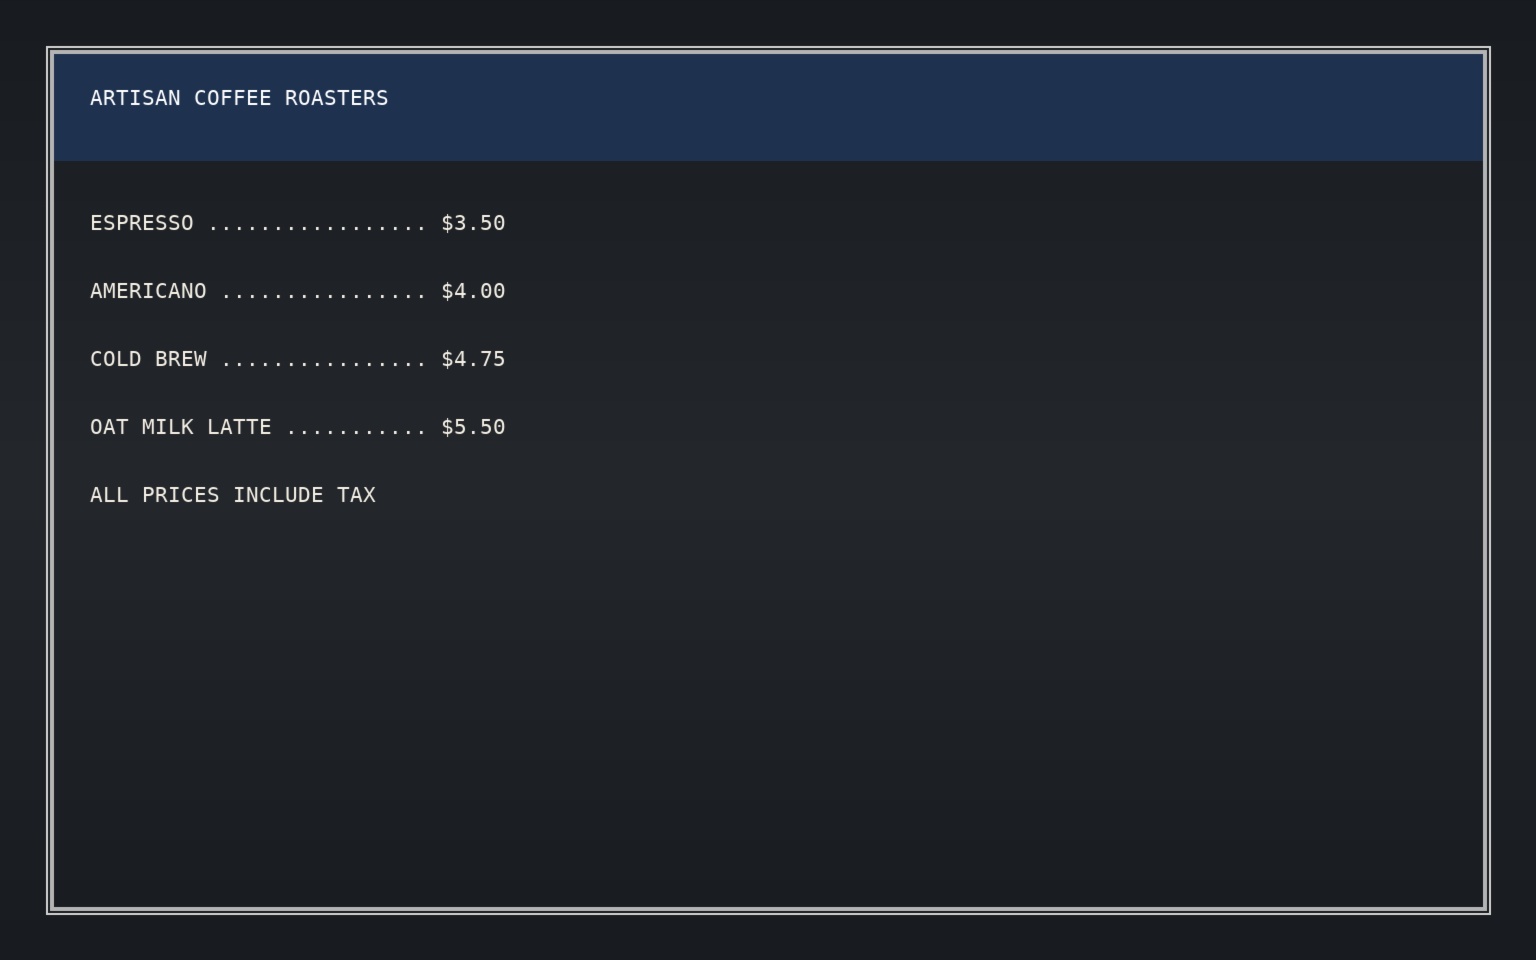 ARTISAN COFFEE ROASTERS
ESPRESSO ................. $3.50
AMERICANO ................ $4.00
COLD BREW ................ $4.75
OAT MILK LATTE ........... $5.50
ALL PRICES INCLUDE TAX